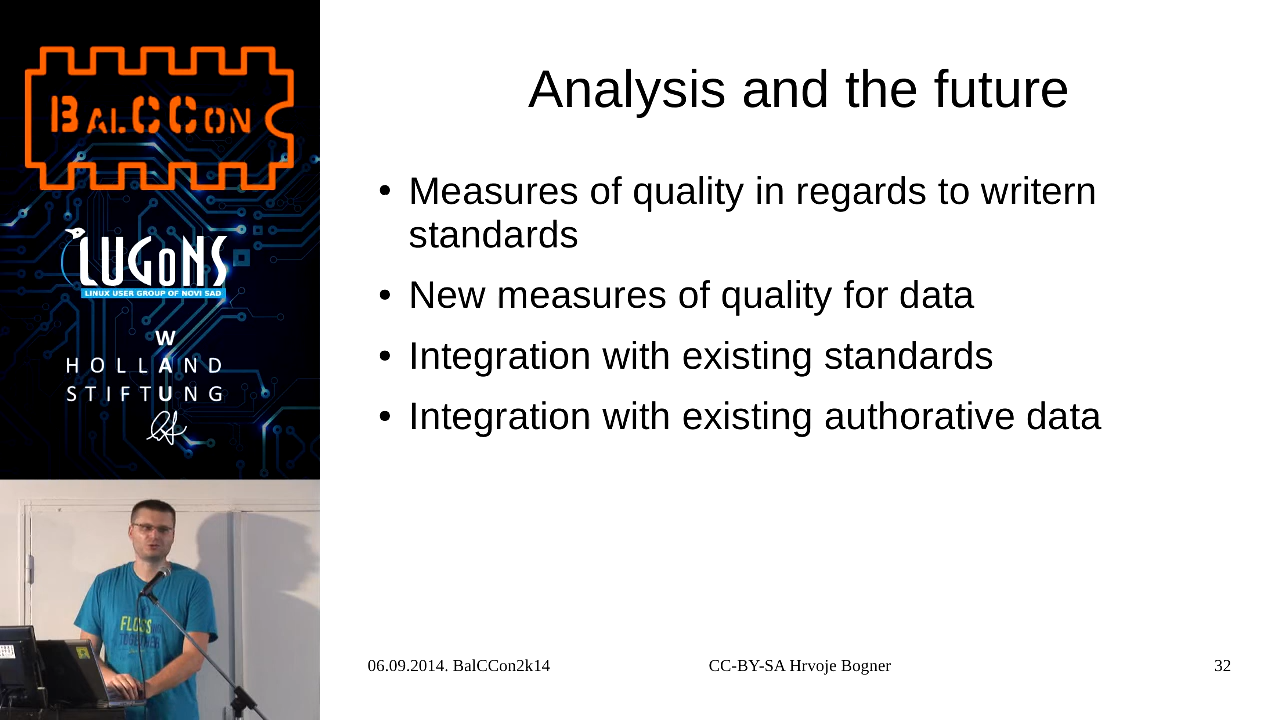 BALCCON
LUGoNS
LINUX USER GROUP OF NOVI SAD
W
HOLLAND
STIFTUNG
Analysis and the future
• Measures of quality in regards to writern
standards
• New measures of quality for data
• Integration with existing standards
• Integration with existing authorative data
FLOSS
TOGETHER
06.09.2014. BalCCon2k14
CC-BY-SA Hrvoje Bogner
32